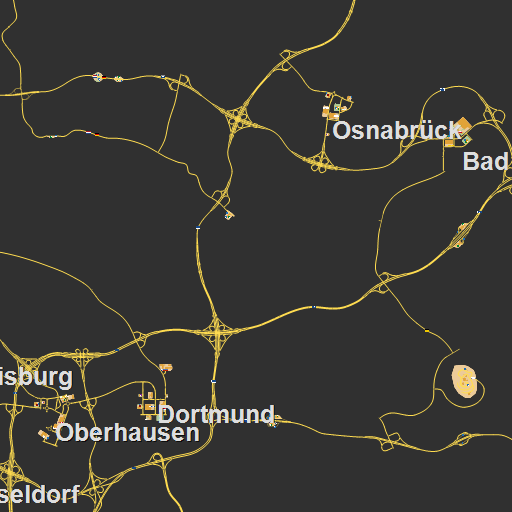 Osnabrück
Bad
isburg
Dortmund
Oberhausen
seldorf